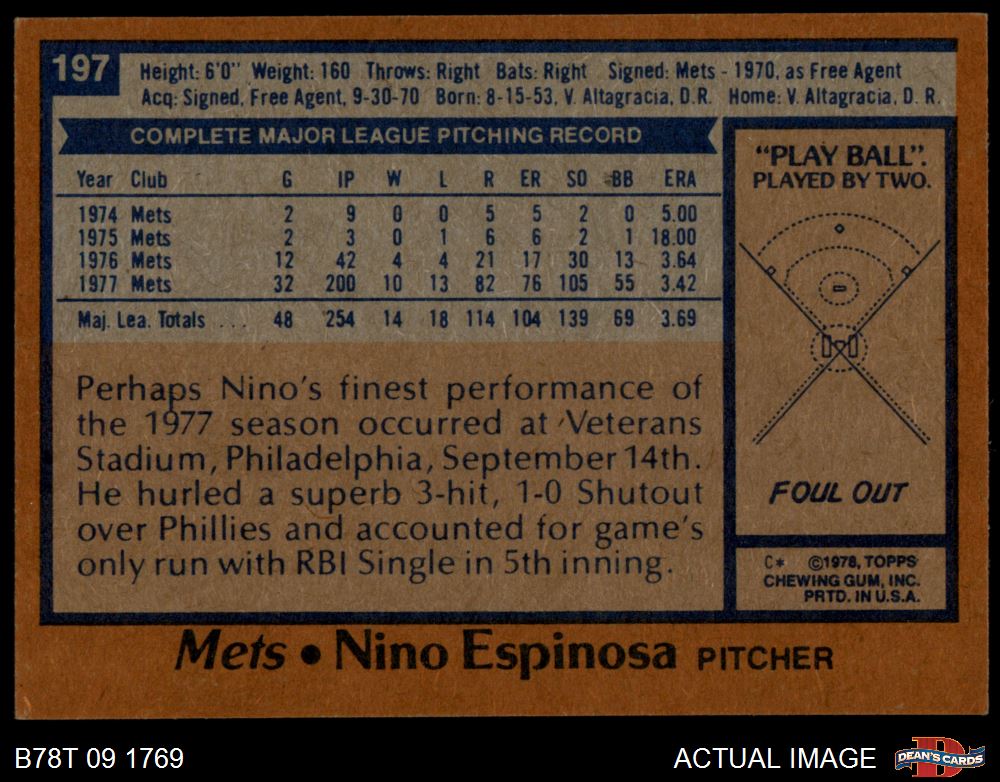 197
Height: 6'0" Weight: 160 Throws: Right Bats: Right Signed: Mets - 1970, as Free Agent
Acq: Signed, Free Agent, 9-30-70 Born: 8-15-53, V. Altagracia, D.R. Home: V. Altagracia, D. R.
COMPLETE MAJOR LEAGUE PITCHING RECORD
Year Club G IP W L R ER SO BB ERA
1974 Mets 2 9 0 0 5 5 2 0 5.00
1975 Mets 2 3 0 1 6 6 2 1 18.00
1976 Mets 12 42 4 4 21 17 30 13 3.64
1977 Mets 32 200 10 13 82 76 105 55 3.42
Maj. Lea. Totals ... 48 254 14 18 114 104 139 69 3.69
Perhaps Nino's finest performance of
the 1977 season occurred at Veterans
Stadium, Philadelphia, September 14th.
He hurled a superb 3-hit, 1-0 Shutout
over Phillies and accounted for game's
only run with RBI Single in 5th inning.
"PLAY BALL".
PLAYED BY TWO.
FOUL OUT
C* ©1978, TOPPS
CHEWING GUM, INC.
PRTD. IN U.S.A.
Mets • Nino Espinosa PITCHER
B78T 09 1769
ACTUAL IMAGE
D
DEAN'S CARDS